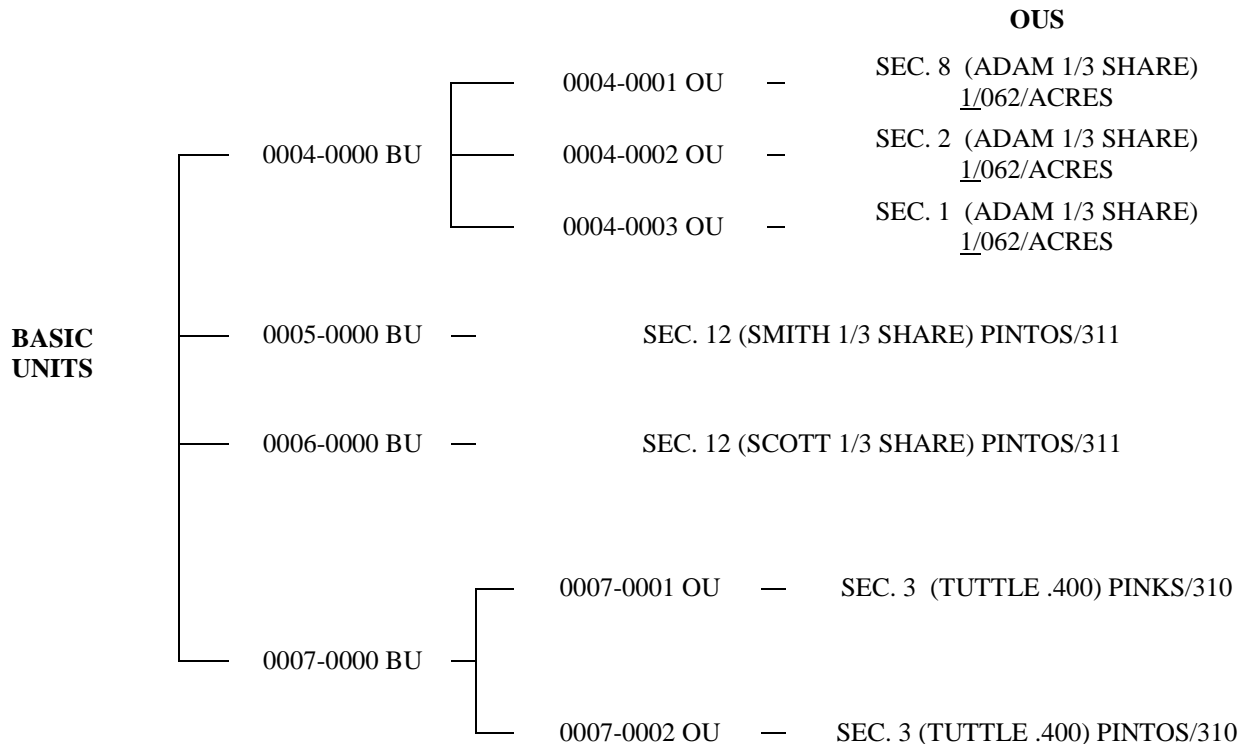 OUS
0004-0001 OU — SEC. 8 (ADAM 1/3 SHARE)
1/062/ACRES
0004-0000 BU
0004-0002 OU — SEC. 2 (ADAM 1/3 SHARE)
1/062/ACRES
0004-0003 OU — SEC. 1 (ADAM 1/3 SHARE)
1/062/ACRES
BASIC
UNITS
0005-0000 BU — SEC. 12 (SMITH 1/3 SHARE) PINTOS/311
0006-0000 BU — SEC. 12 (SCOTT 1/3 SHARE) PINTOS/311
0007-0001 OU — SEC. 3 (TUTTLE .400) PINKS/310
0007-0000 BU
0007-0002 OU — SEC. 3 (TUTTLE .400) PINTOS/310